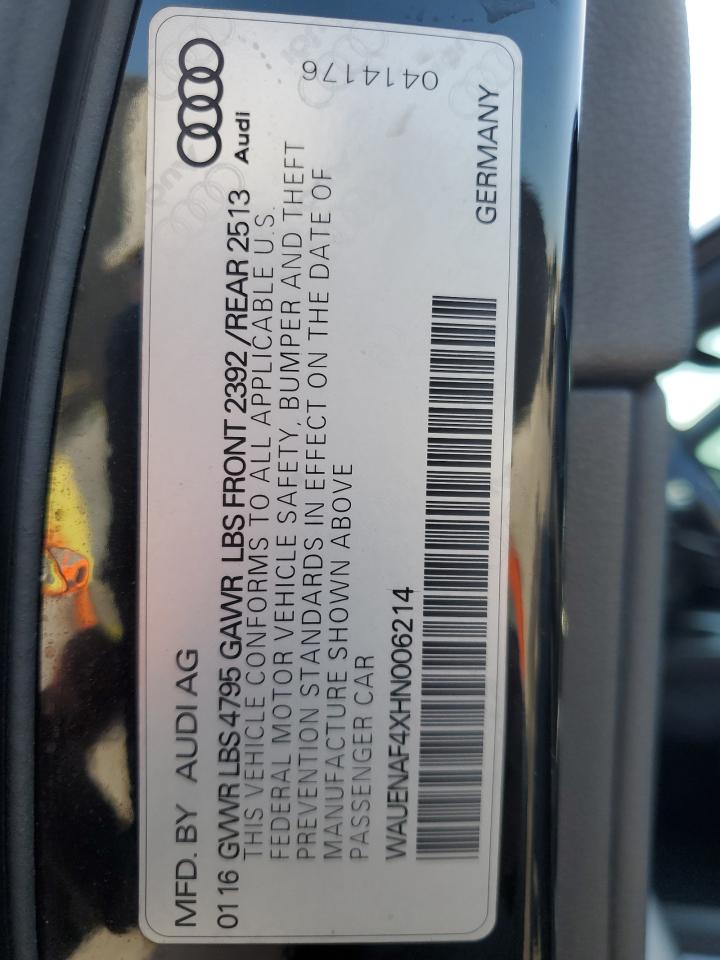 MFD. BY AUDI AG
Audi
0116 GVWR LBS 4795 GAWR LBS FRONT 2392 /REAR 2513
THIS VEHICLE CONFORMS TO ALL APPLICABLE U.S.
FEDERAL MOTOR VEHICLE SAFETY, BUMPER AND THEFT
PREVENTION STANDARDS IN EFFECT ON THE DATE OF
MANUFACTURE SHOWN ABOVE
PASSENGER CAR
0414176
WAUENAF4XHN006214
GERMANY